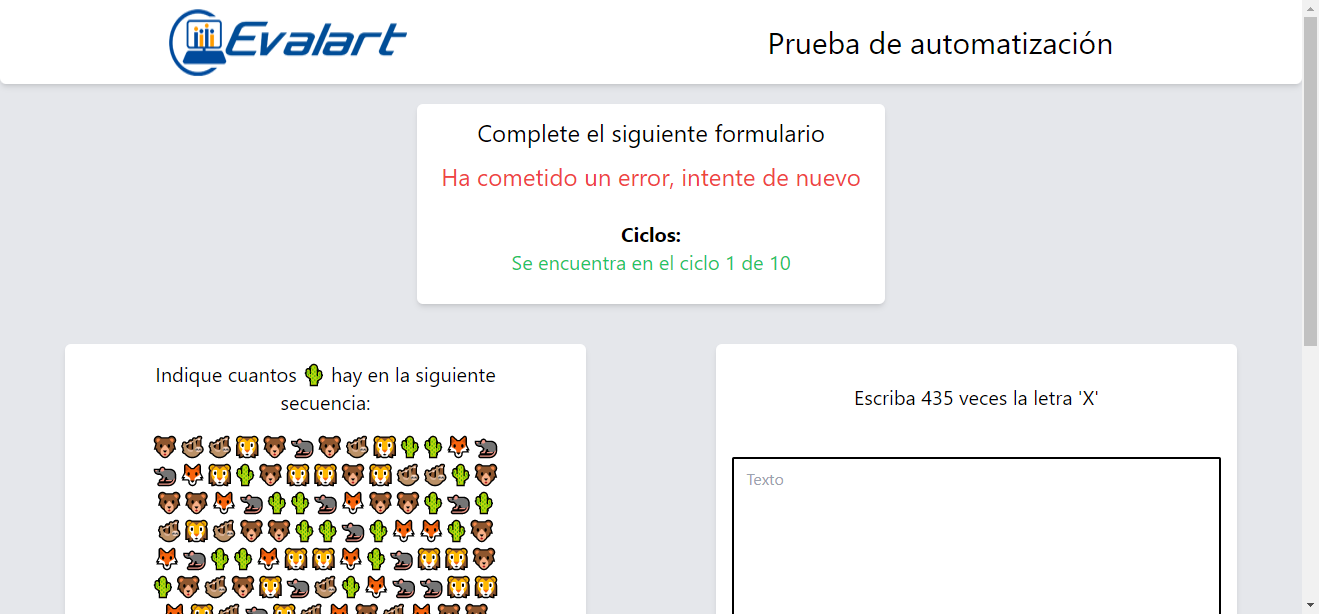 Evalart
Prueba de automatización
Complete el siguiente formulario
Ha cometido un error, intente de nuevo
Ciclos:
Se encuentra en el ciclo 1 de 10
Indique cuantos 🌵 hay en la siguiente
secuencia:
Escriba 435 veces la letra 'X'
Texto